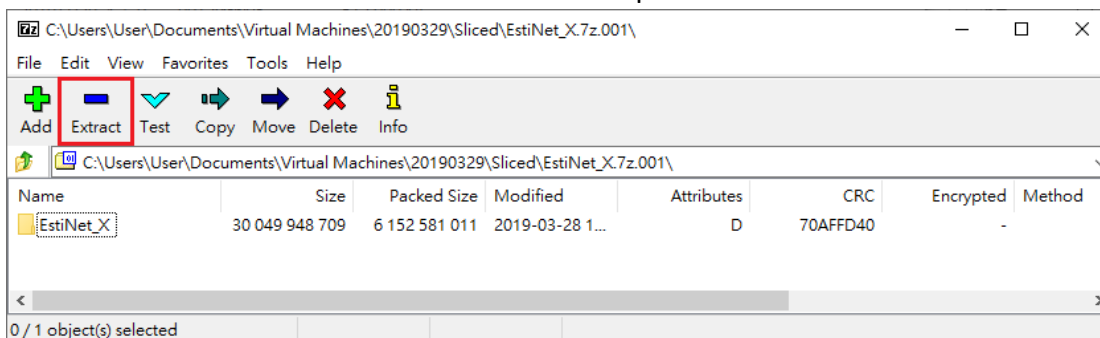 C:\Users\User\Documents\Virtual Machines\20190329\Sliced\EstiNet_X.7z.001\
File Edit View Favorites Tools Help
Add Extract Test Copy Move Delete Info
C:\Users\User\Documents\Virtual Machines\20190329\Sliced\EstiNet_X.7z.001\
Name Size Packed Size Modified Attributes CRC Encrypted Method
EstiNet_X 30 049 948 709 6 152 581 011 2019-03-28 1... D 70AFFD40 -
0 / 1 object(s) selected